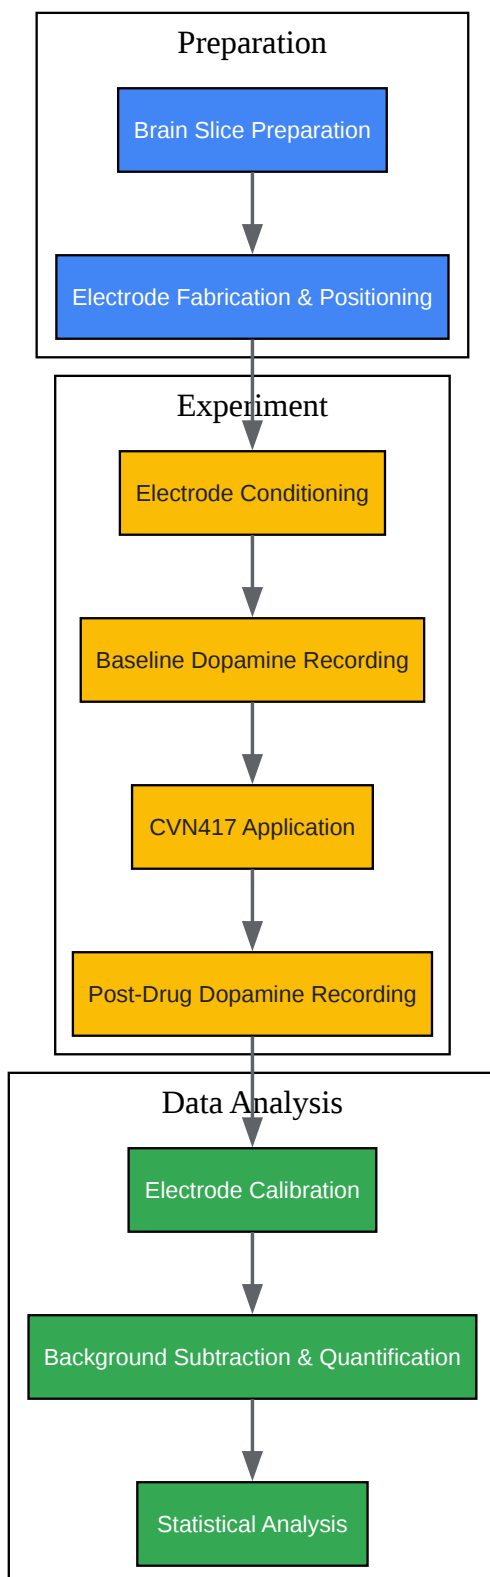 Preparation
Brain Slice Preparation
Electrode Fabrication & Positioning
Experiment
Electrode Conditioning
Baseline Dopamine Recording
CVN417 Application
Post-Drug Dopamine Recording
Data Analysis
Electrode Calibration
Background Subtraction & Quantification
Statistical Analysis